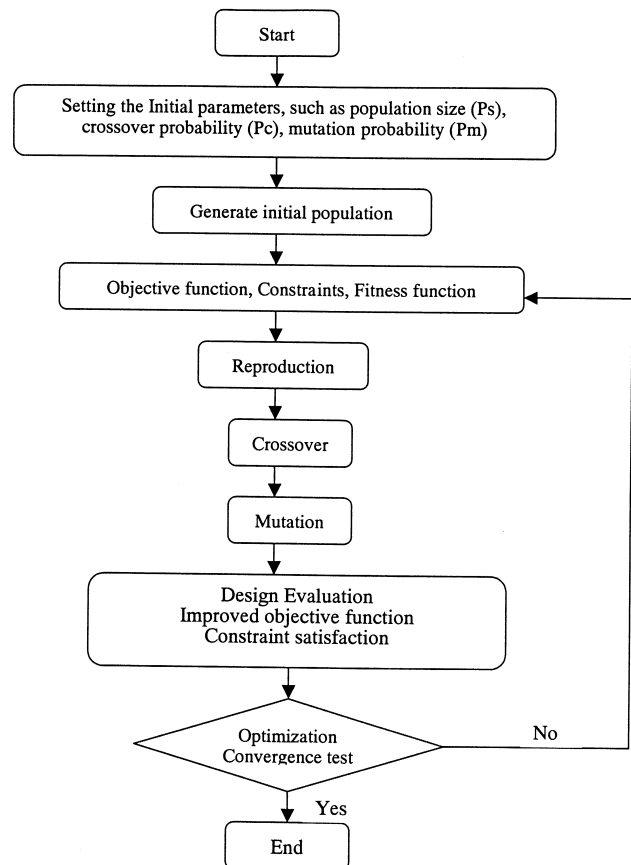 Start
Setting the Initial parameters, such as population size (Ps),
crossover probability (Pc), mutation probability (Pm)
Generate initial population
Objective function, Constraints, Fitness function
Reproduction
Crossover
Mutation
Design Evaluation
Improved objective function
Constraint satisfaction
Optimization
Convergence test
No
Yes
End